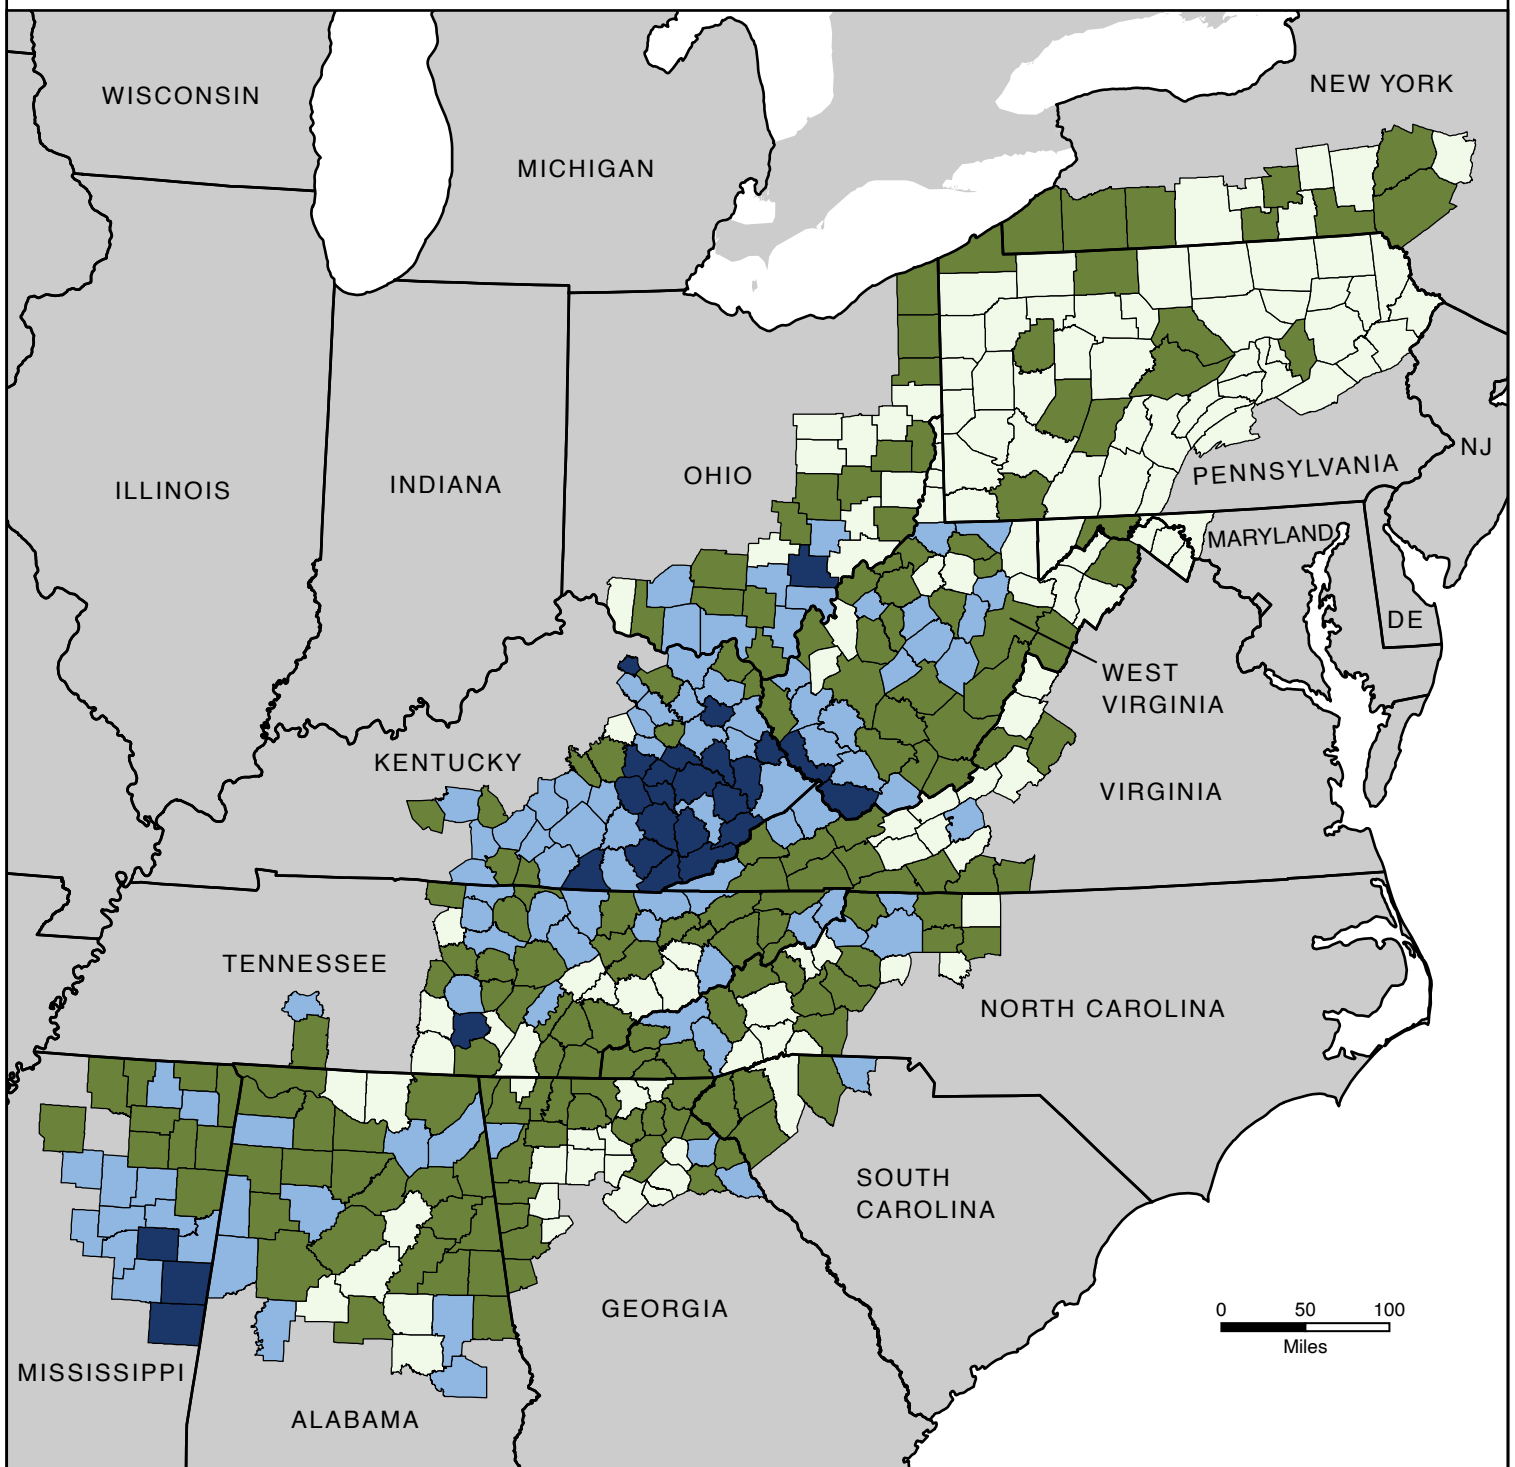 NEW YORK
WISCONSIN
MICHIGAN
NJ
PENNSYLVANIA
OHIO
INDIANA
ILLINOIS
MARYLAND
DE
WEST
VIRGINIA
KENTUCKY
VIRGINIA
TENNESSEE
NORTH CAROLINA
SOUTH
CAROLINA
GEORGIA
0 50 100
Miles
MISSISSIPPI
ALABAMA